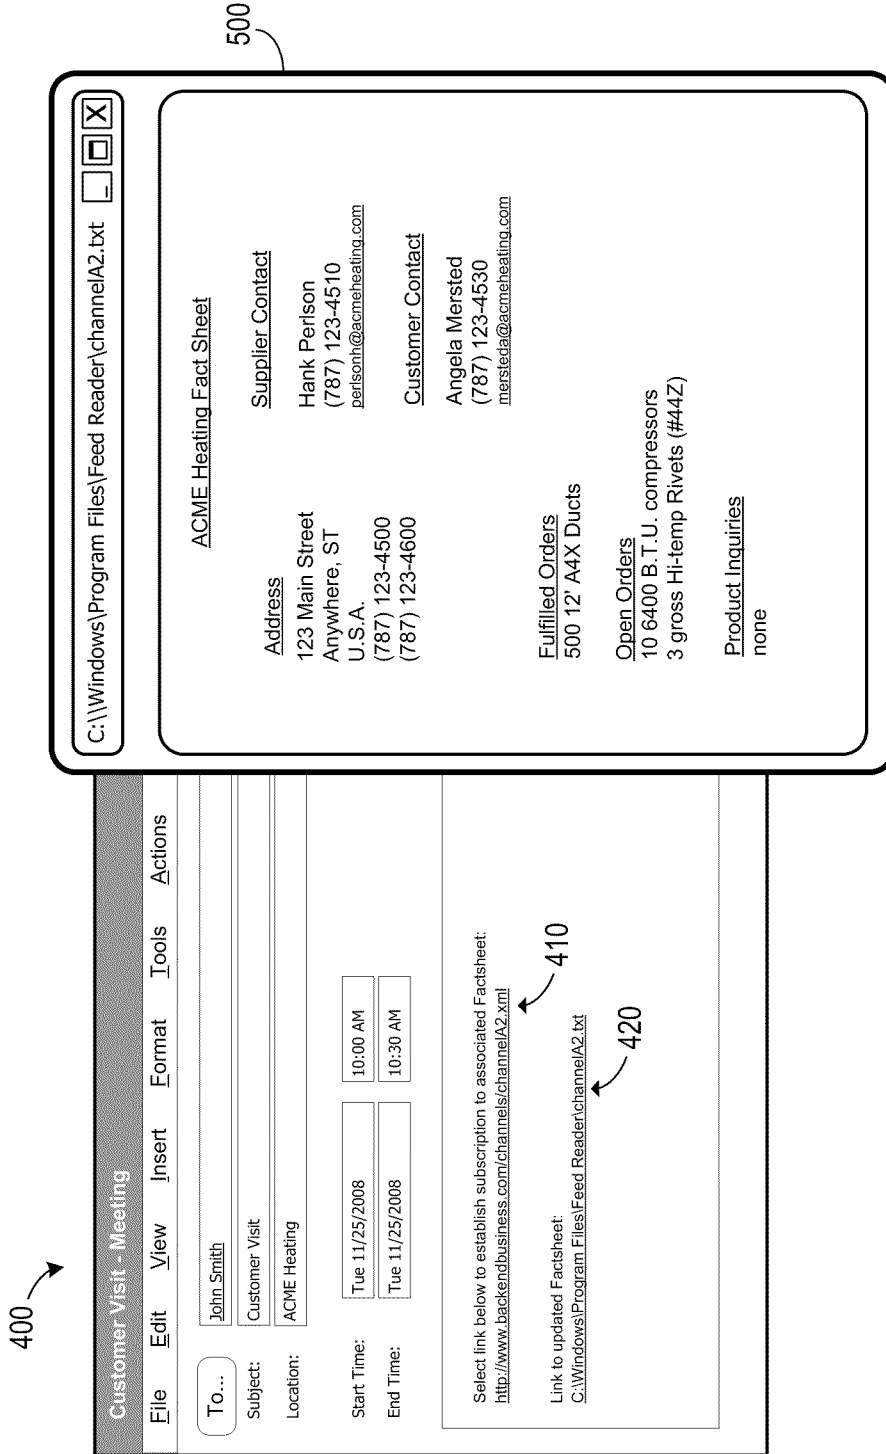 400
Customer Visit - Meeting
File Edit View Insert Format Tools Actions
To... John Smith
Subject: Customer Visit
Location: ACME Heating
Start Time: Tue 11/25/2008 10:00 AM
End Time: Tue 11/25/2008 10:30 AM
Select link below to establish subscription to associated Factsheet:
http://www.backendbusiness.com/channels/channelA2.xml
410
Link to updated Factsheet:
C:\Windows\Program Files\Feed Reader\channelA2.txt
420
500
C:\\Windows\Program Files\Feed Reader\channelA2.txt _ X
ACME Heating Fact Sheet
Address
123 Main Street
Anywhere, ST
U.S.A.
(787) 123-4500
(787) 123-4600
Supplier Contact
Hank Perlson
(787) 123-4510
perlsonh@acmeheating.com
Customer Contact
Angela Mersted
(787) 123-4530
mersteda@acmeheating.com
Fulfilled Orders
500 12' A4X Ducts
Open Orders
10 6400 B.T.U. compressors
3 gross Hi-temp Rivets (#44Z)
Product Inquiries
none